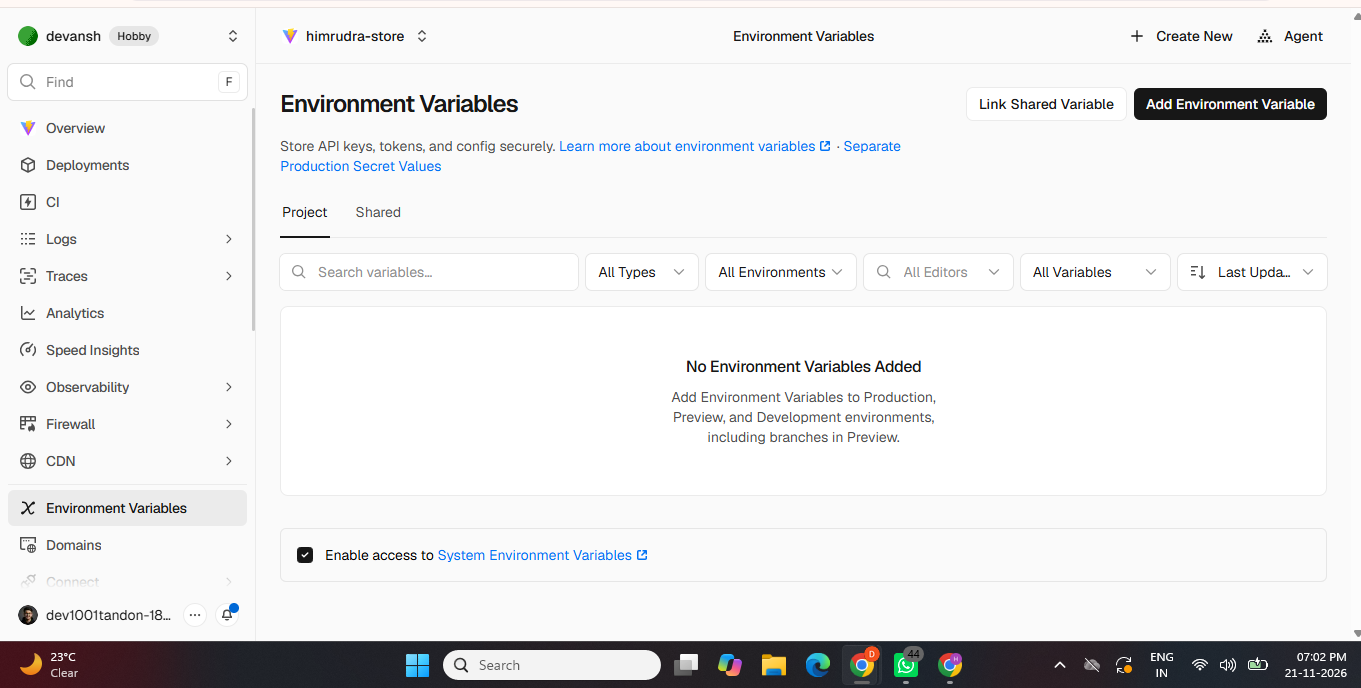 devansh Hobby
himrudra-store
Environment Variables
Create New
Agent
Find F
Overview
Deployments
CI
Logs
Traces
Analytics
Speed Insights
Observability
Firewall
CDN
Environment Variables
Domains
Connect
dev1001tandon-18...
Environment Variables
Link Shared Variable
Add Environment Variable
Store API keys, tokens, and config securely. Learn more about environment variables · Separate
Production Secret Values
Project Shared
Search variables... All Types All Environments All Editors All Variables Last Upda...
No Environment Variables Added
Add Environment Variables to Production,
Preview, and Development environments,
including branches in Preview.
Enable access to System Environment Variables
23°C
Clear
Search
D
44
H
ENG
IN
07:02 PM
21-11-2026